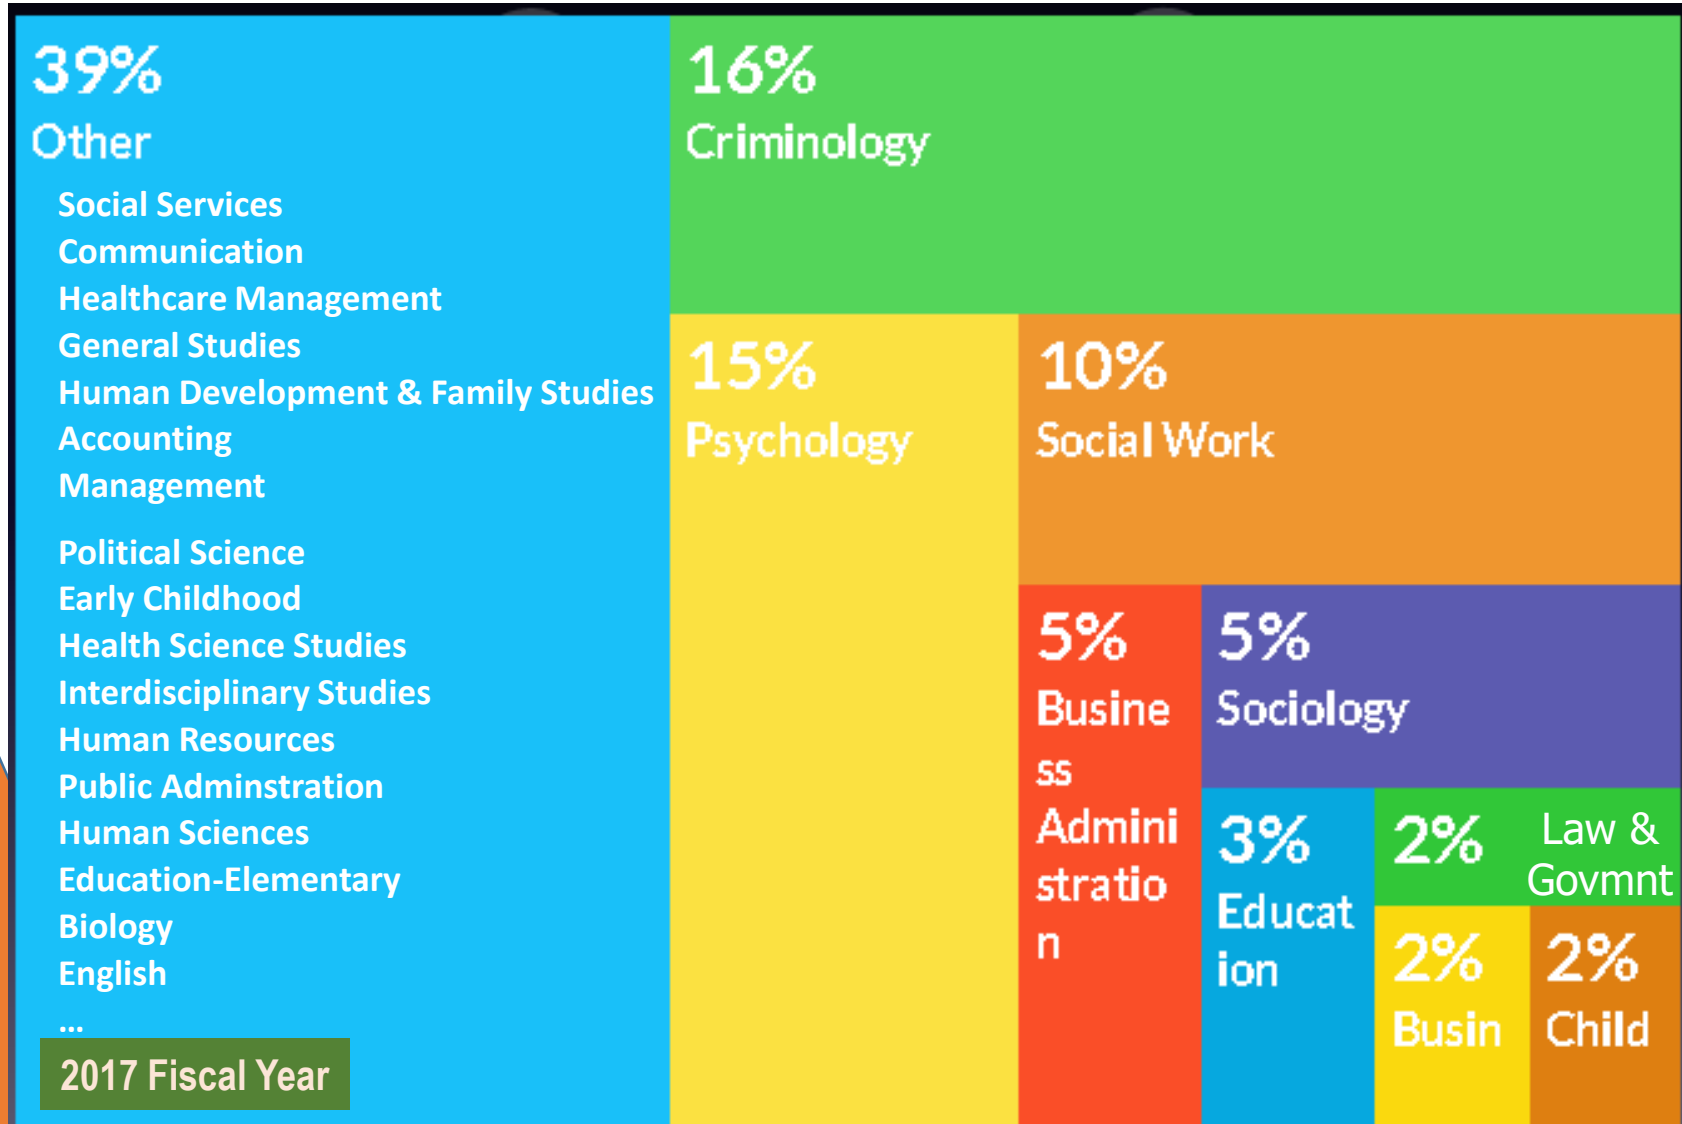 39%
Other
Social Services
Communication
Healthcare Management
General Studies
Human Development & Family Studies
Accounting
Management
Political Science
Early Childhood
Health Science Studies
Interdisciplinary Studies
Human Resources
Public Adminstration
Human Sciences
Education-Elementary
Biology
English
...
2017 Fiscal Year
16%
Criminology
15%
Psychology
10%
Social Work
5%
Busine
ss
Admini
stratio
n
5%
Sociology
3%
Educat
ion
2%
Law &
Govmnt
2%
Busin
2%
Child